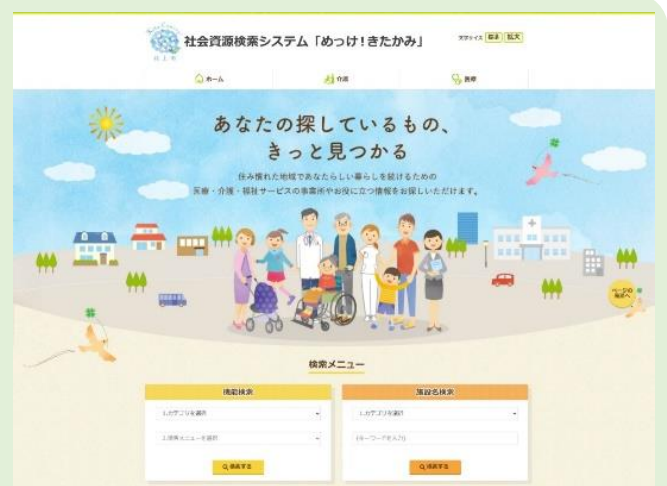 社会資源検索システム「めっけ！きたかみ」
文字サイズ 標準 拡大
ホーム
介護
医療
あなたの探しているもの、
きっと見つかる
住み慣れた地域であなたらしい暮らしを続けるための
医療・介護・福祉サービスの事業所やお役に立つ情報をお探しいただけます。
ページの
先頭へ
検索メニュー
機能検索
施設名検索
1.カテゴリを選択
1.カテゴリを選択
2.検索メニューを選択
(キーワードを入力)
検索する
検索する